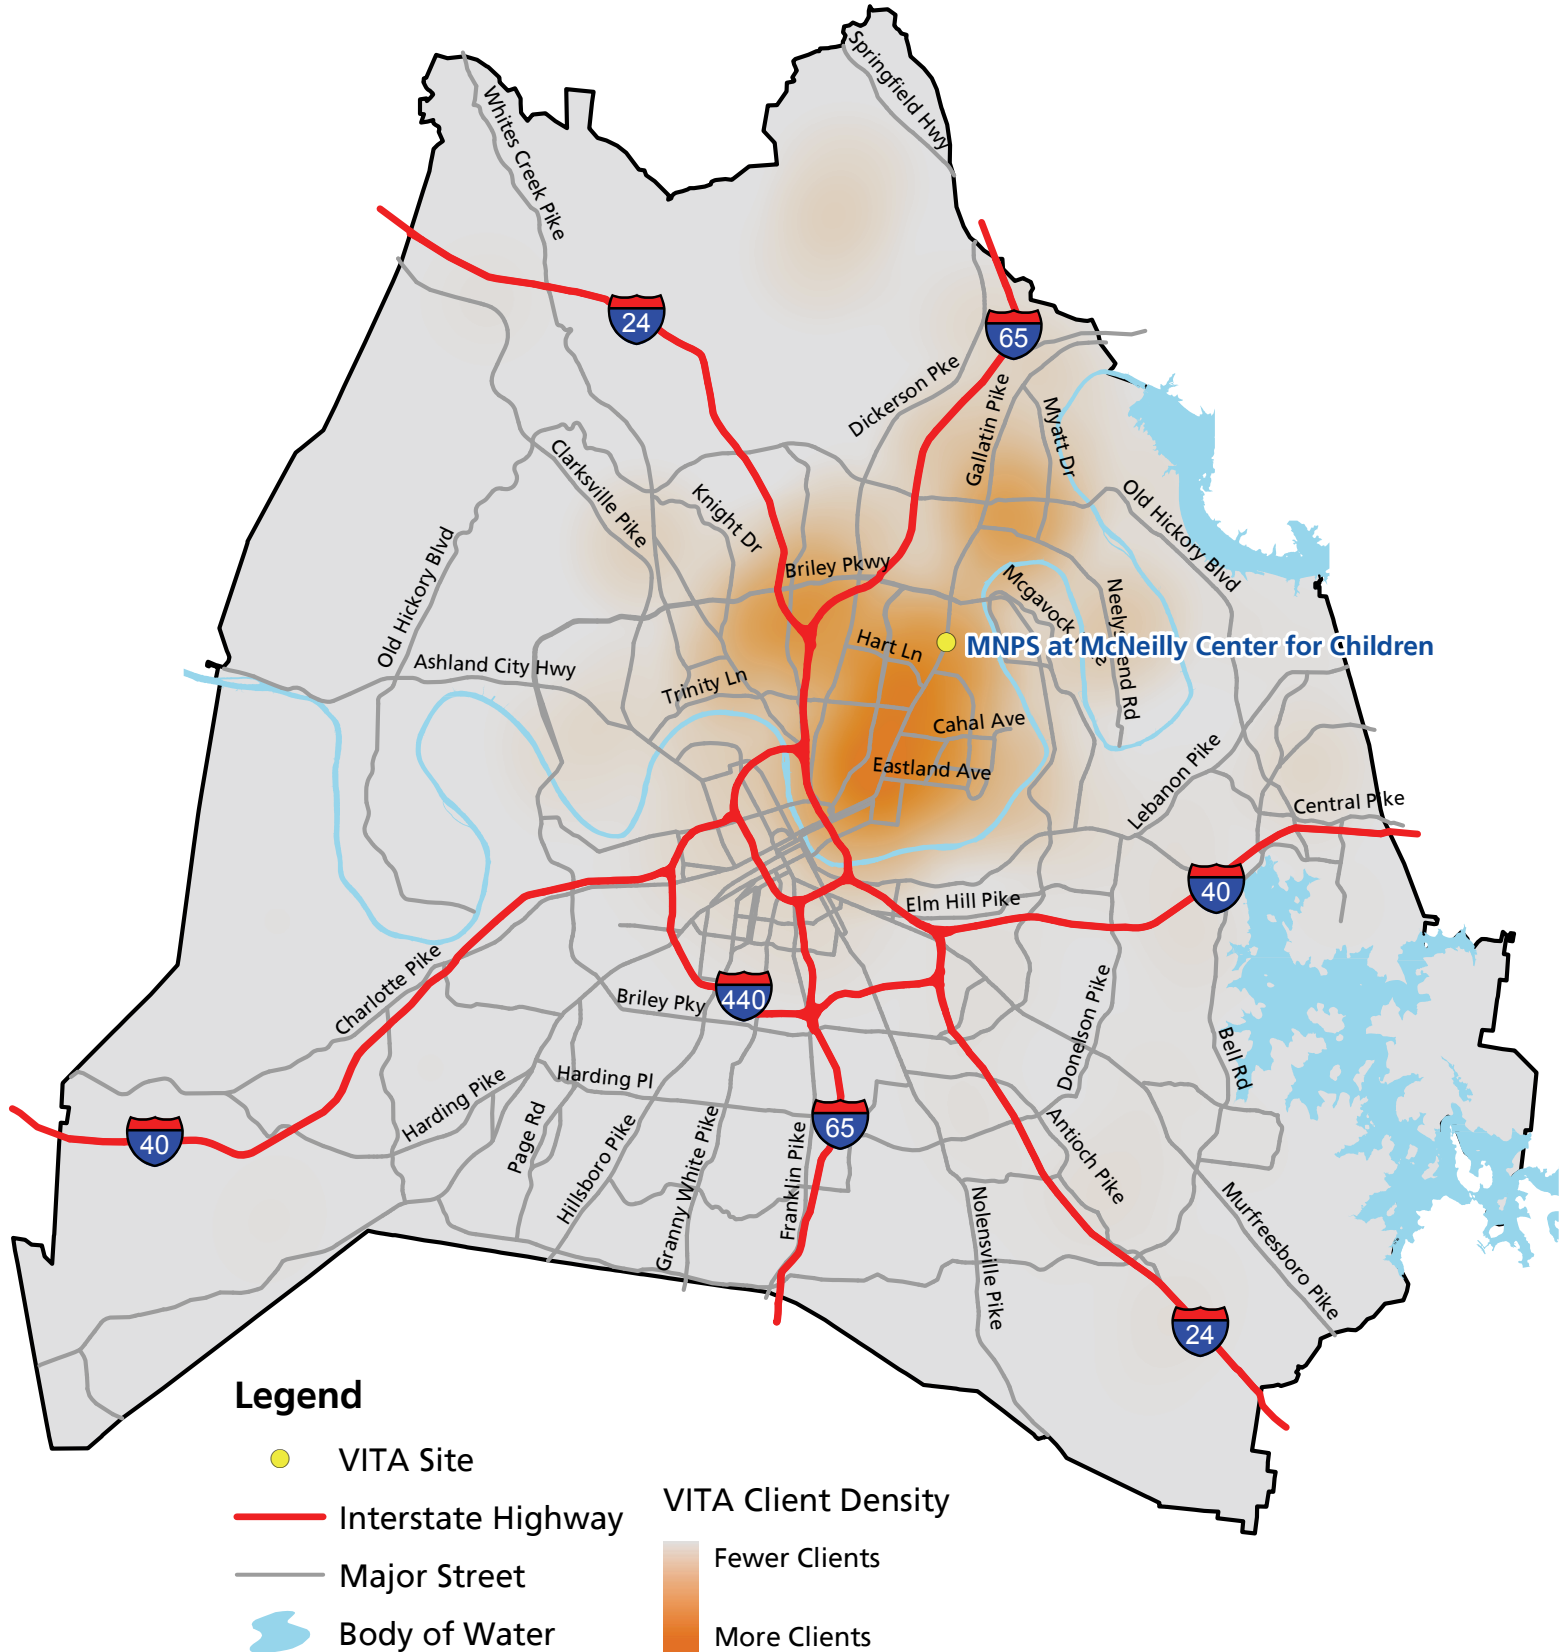 Springfield Hwy
Whites Creek Pike
24
65
Dickerson Pke
Gallatin Pike
Myatt Dr
Clarksville Pike
Knight Dr
Old Hickory Blvd
Old Hickory Blvd
Briley Pkwy
Mcgavock
Hart Ln
MNPS at McNeilly Center for Children
Ashland City Hwy
Trinity Ln
Cahal Ave
Eastland Ave
Lebanon Pike
Central Pike
40
Elm Hill Pike
Charlotte Pike
440
Briley Pky
Donelson Pike
Bell Rd
Harding Pl
Harding Pike
Page Rd
Hillsboro Pike
Granny White Pike
Franklin Pike
65
40
Antioch Pike
Nolensville Pike
Murfreesboro Pike
24
Legend
VITA Site
Interstate Highway
Major Street
Body of Water
VITA Client Density
Fewer Clients
More Clients